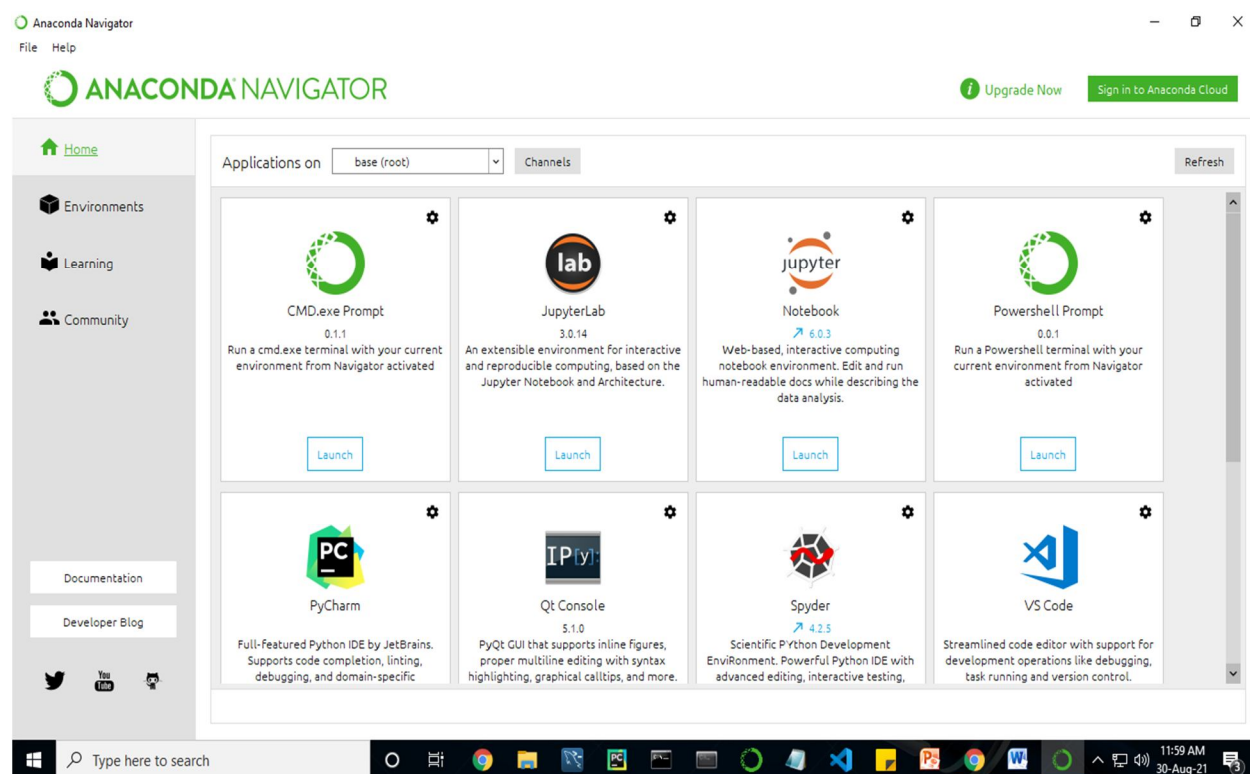 Anaconda Navigator
File Help
ANACONDA NAVIGATOR
Upgrade Now
Sign in to Anaconda Cloud
Home
Environments
Learning
Community
Documentation
Developer Blog
You
Tube
Applications on base (root) Channels Refresh
CMD.exe Prompt
0.1.1
Run a cmd.exe terminal with your current
environment from Navigator activated
Launch
lab
JupyterLab
3.0.14
An extensible environment for interactive
and reproducible computing, based on the
Jupyter Notebook and Architecture.
Launch
jupyter
Notebook
6.0.3
Web-based, interactive computing
notebook environment. Edit and run
human-readable docs while describing the
data analysis.
Launch
Powershell Prompt
0.0.1
Run a Powershell terminal with your
current environment from Navigator
activated
Launch
PC
PyCharm
Full-featured Python IDE by JetBrains.
Supports code completion, linting,
debugging, and domain-specific
IP[y]:
Qt Console
5.1.0
PyQt GUI that supports inline figures,
proper multiline editing with syntax
highlighting, graphical calltips, and more.
Spyder
4.2.5
Scientific PYthon Development
EnviRonment. Powerful Python IDE with
advanced editing, interactive testing,
VS Code
Streamlined code editor with support for
development operations like debugging,
task running and version control.
Type here to search
11:59 AM
30-Aug-21
3